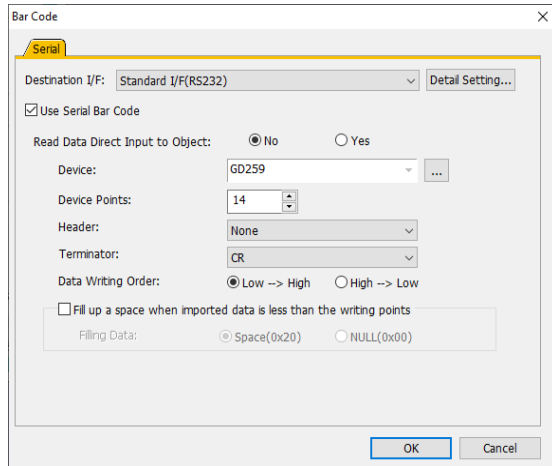 Bar Code
Serial
Destination I/F: Standard I/F(RS232) Detail Setting...
Use Serial Bar Code
Read Data Direct Input to Object: No Yes
Device: GD259 ...
Device Points: 14
Header: None
Terminator: CR
Data Writing Order: Low --> High High --> Low
Fill up a space when imported data is less than the writing points
Filling Data: Space(0x20) NULL(0x00)
OK Cancel